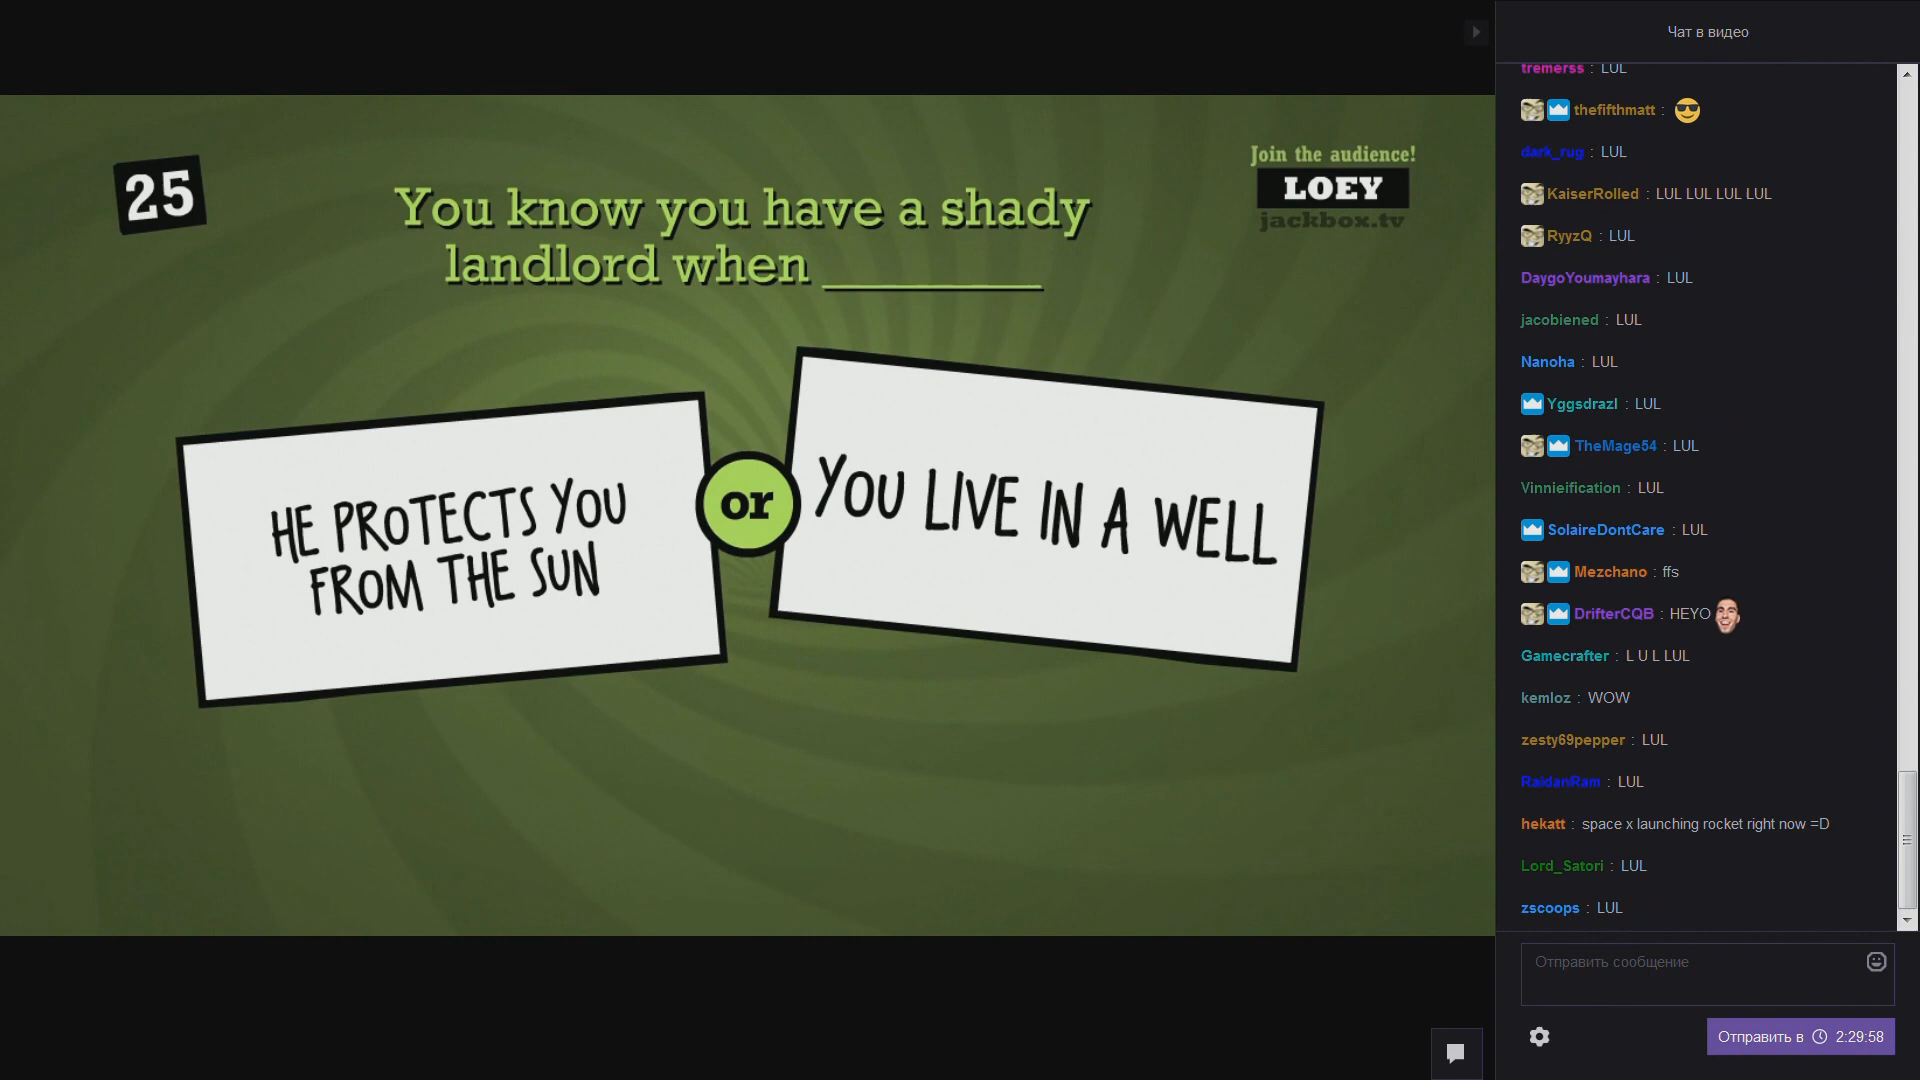 25
You know you have a shady
landlord when ________
Join the audience!
LOEY
jackbox.tv
HE PROTECTS YOU
FROM THE SUN
or
YOU LIVE IN A WELL
Чат в видео
tremerss : LUL
thefifthmatt :
dark_rug : LUL
KaiserRolled : LUL LUL LUL LUL
RyyzQ : LUL
DaygoYoumayhara : LUL
jacobiened : LUL
Nanoha : LUL
Yggsdrazl : LUL
TheMage54 : LUL
Vinnieification : LUL
SolaireDontCare : LUL
Mezchano : ffs
DrifterCQB : HEYO
Gamecrafter : L U L LUL
kemloz : WOW
zesty69pepper : LUL
RaidanRam : LUL
hekatt : space x launching rocket right now =D
Lord_Satori : LUL
zscoops : LUL
Отправить сообщение
Отправить в 2:29:58